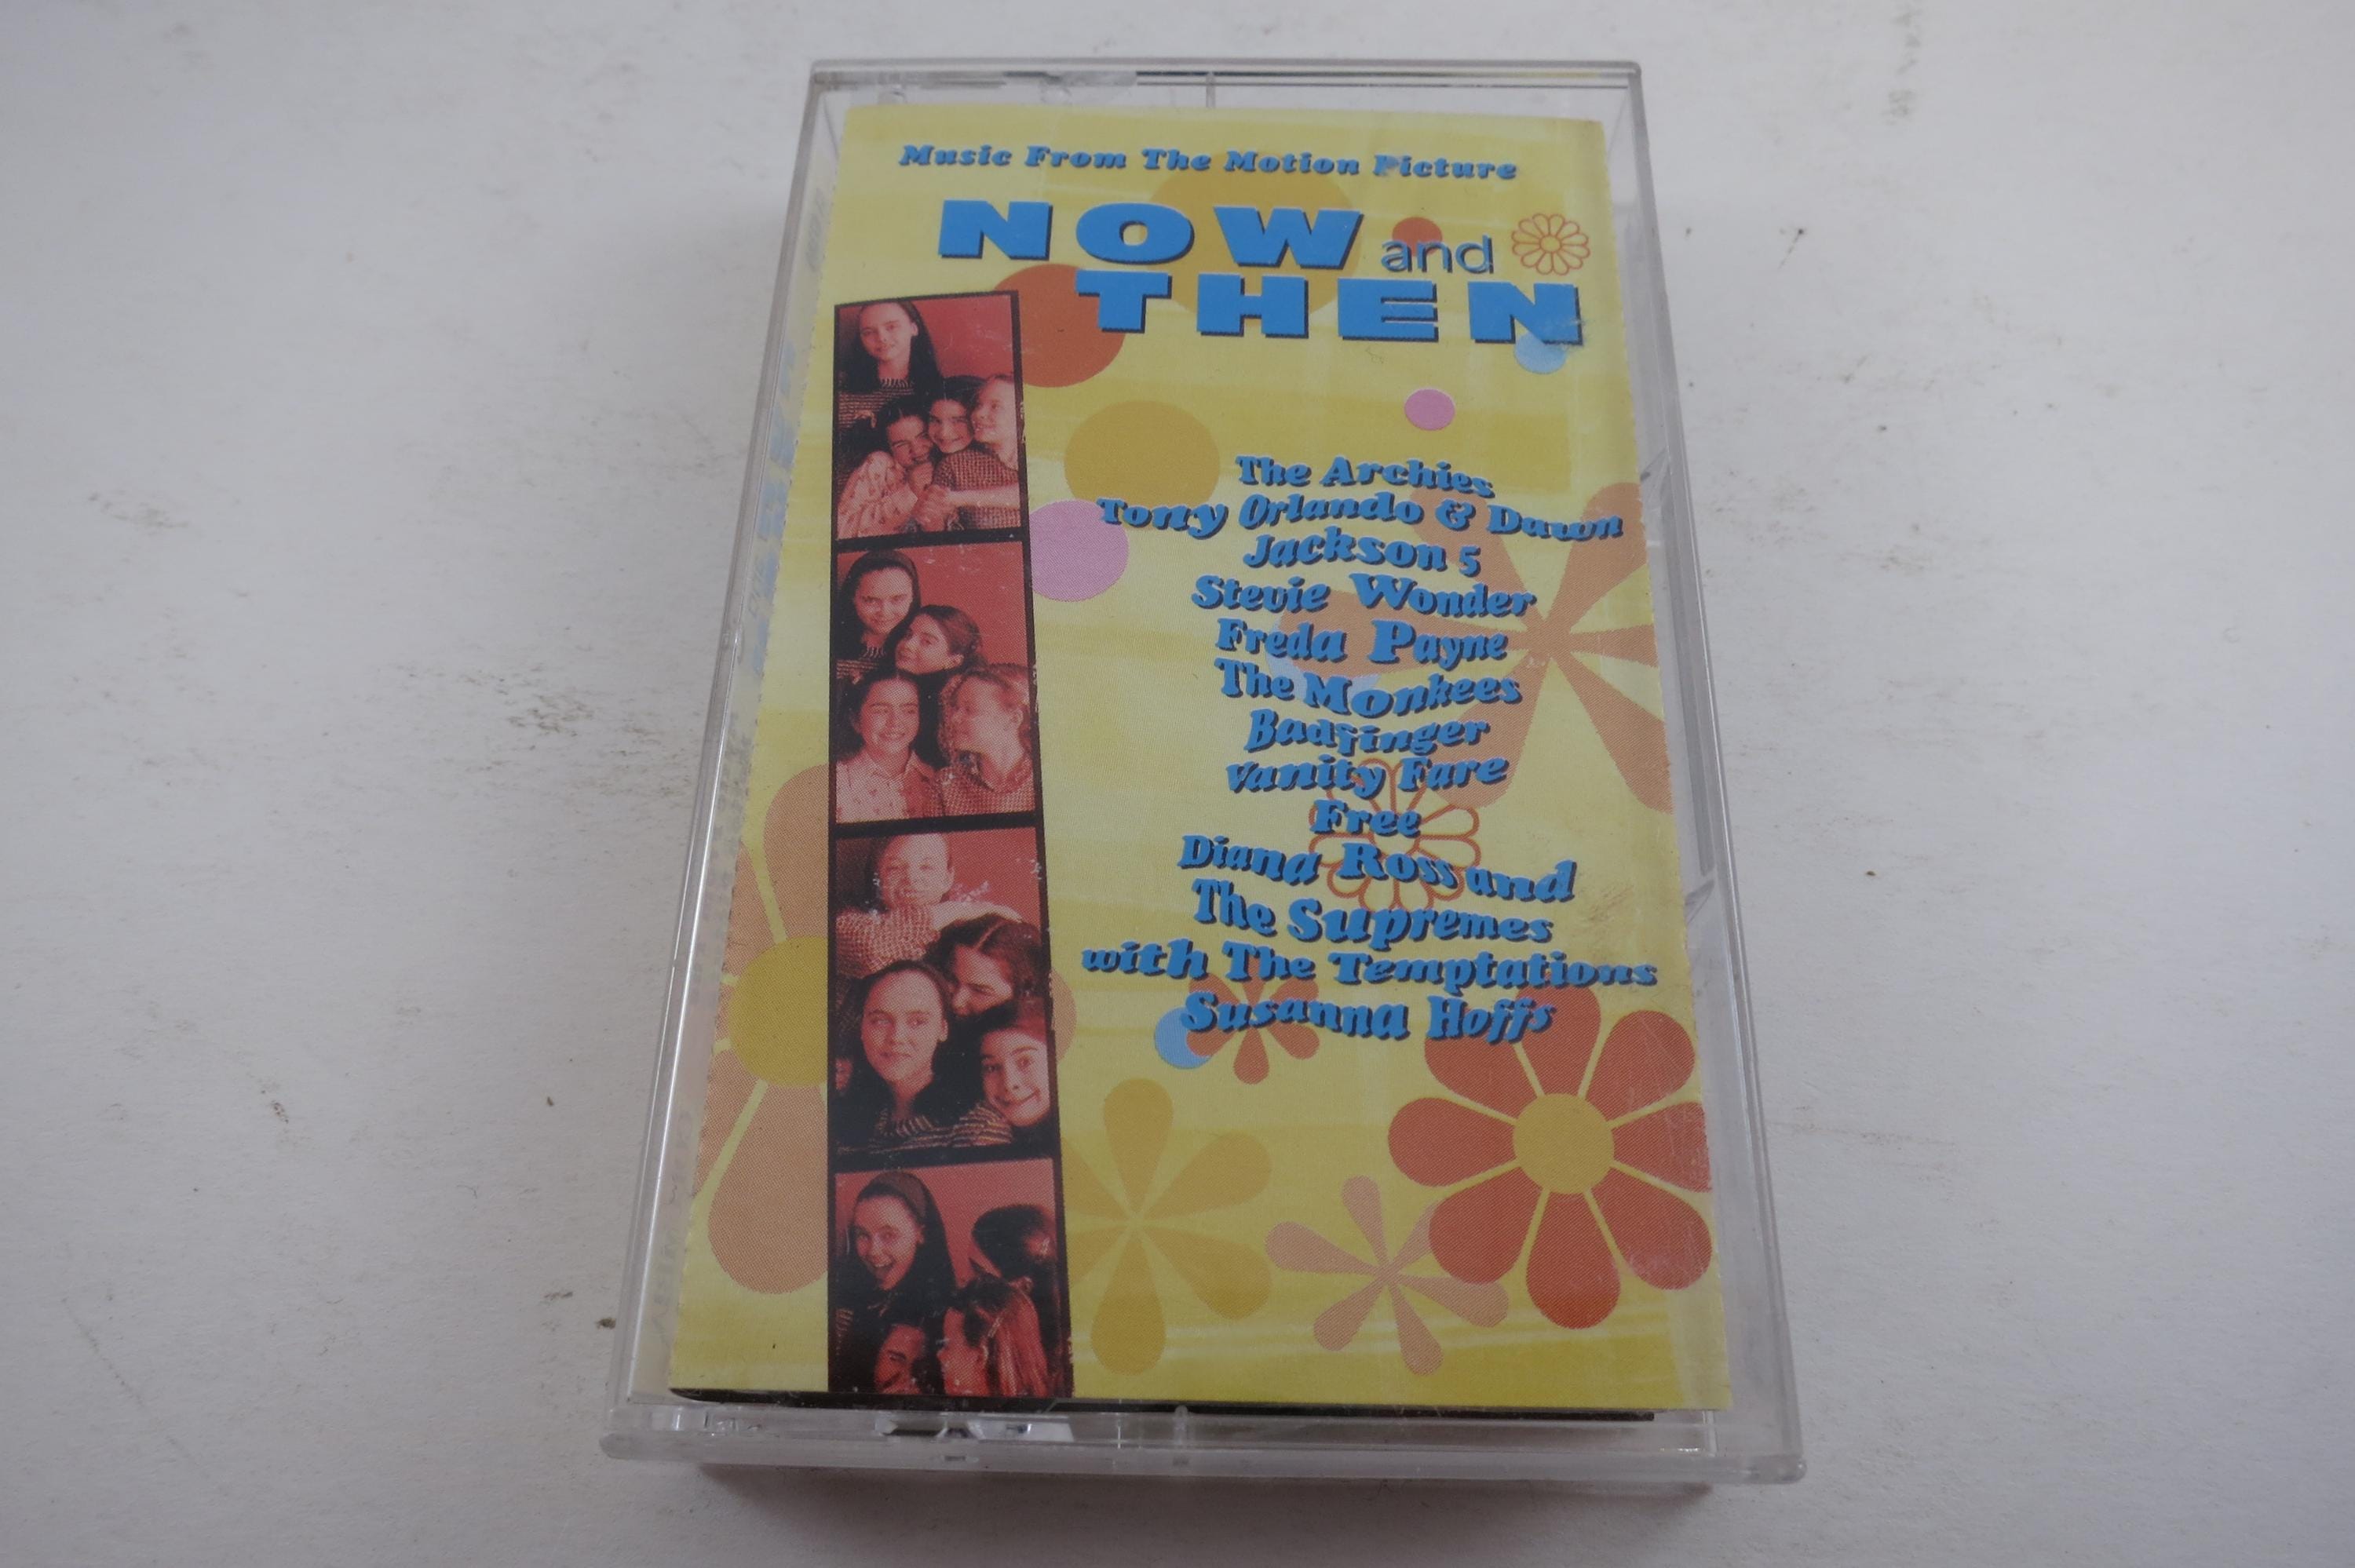 Music From The Motion Picture
NOW and
THEN
The Archies
Tony Orlando & Dawn
Jackson 5
Stevie Wonder
Freda Payne
The Monkees
Badfinger
Vanity Fare
Free
Diana Ross and
The Supremes
with The Temptations
Susanna Hoffs